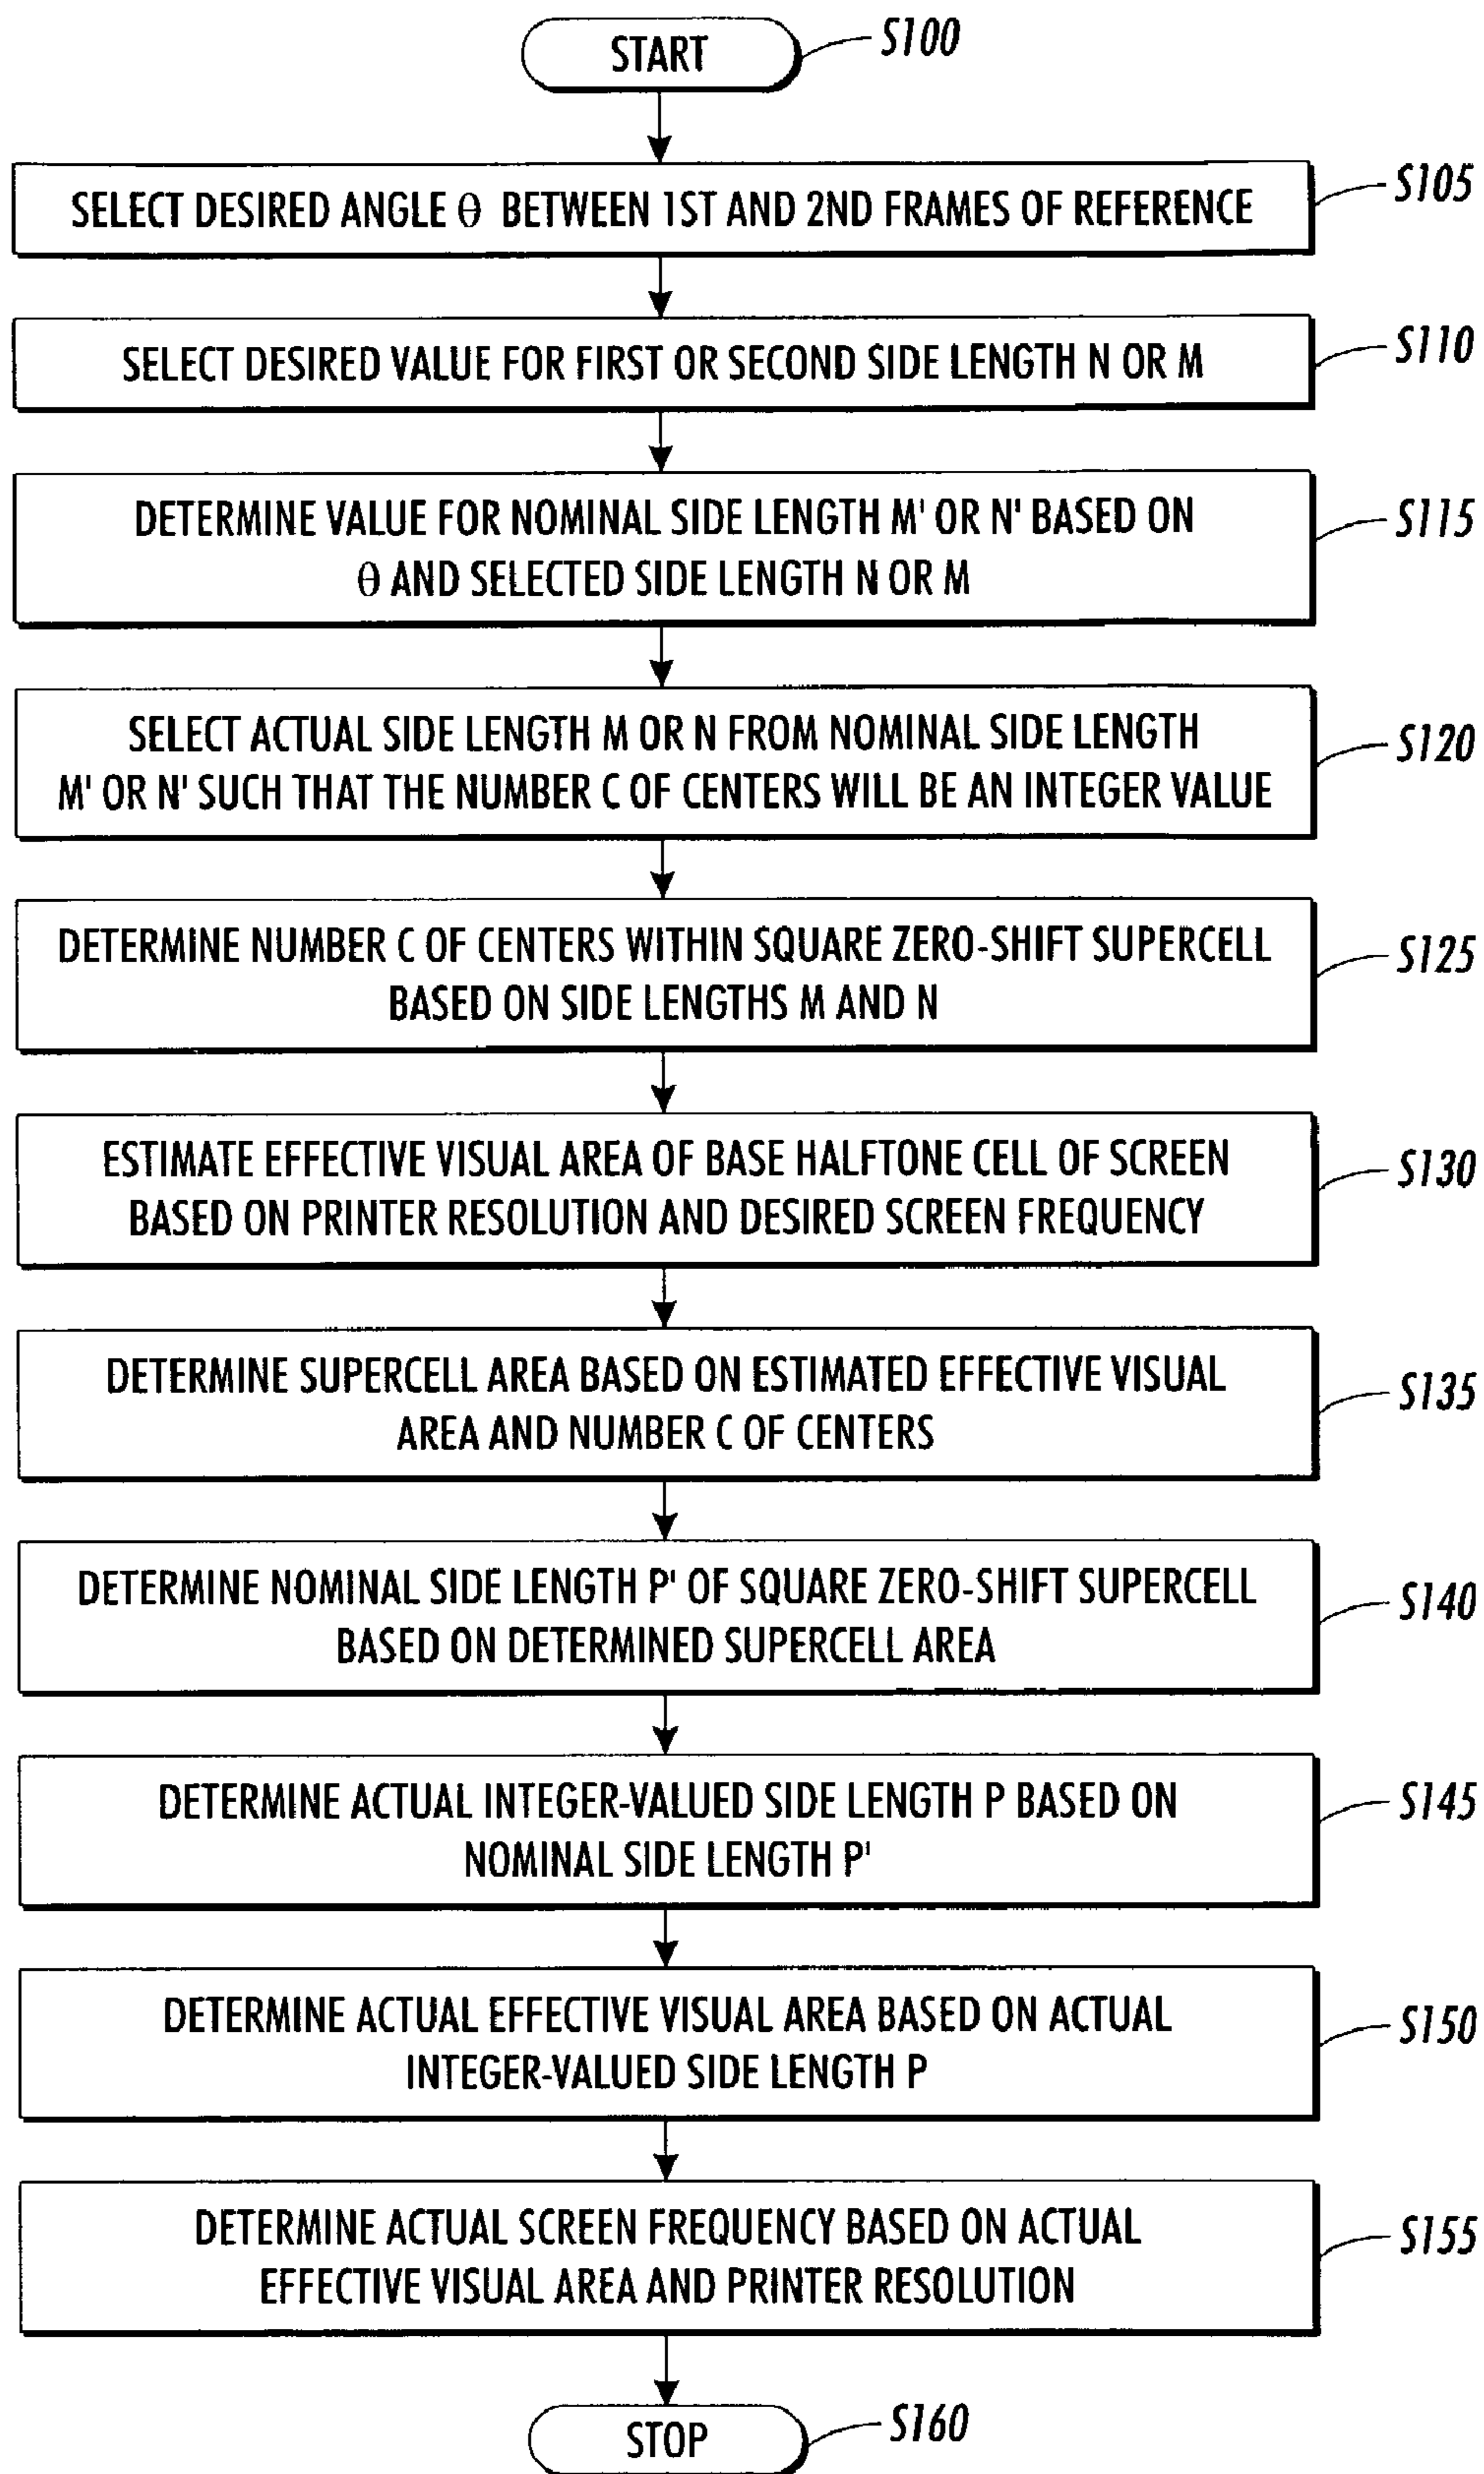 START
S100
SELECT DESIRED ANGLE θ BETWEEN 1ST AND 2ND FRAMES OF REFERENCE
S105
SELECT DESIRED VALUE FOR FIRST OR SECOND SIDE LENGTH N OR M
S110
DETERMINE VALUE FOR NOMINAL SIDE LENGTH M' OR N' BASED ON
θ AND SELECTED SIDE LENGTH N OR M
S115
SELECT ACTUAL SIDE LENGTH M OR N FROM NOMINAL SIDE LENGTH
M' OR N' SUCH THAT THE NUMBER C OF CENTERS WILL BE AN INTEGER VALUE
S120
DETERMINE NUMBER C OF CENTERS WITHIN SQUARE ZERO-SHIFT SUPERCELL
BASED ON SIDE LENGTHS M AND N
S125
ESTIMATE EFFECTIVE VISUAL AREA OF BASE HALFTONE CELL OF SCREEN
BASED ON PRINTER RESOLUTION AND DESIRED SCREEN FREQUENCY
S130
DETERMINE SUPERCELL AREA BASED ON ESTIMATED EFFECTIVE VISUAL
AREA AND NUMBER C OF CENTERS
S135
DETERMINE NOMINAL SIDE LENGTH P' OF SQUARE ZERO-SHIFT SUPERCELL
BASED ON DETERMINED SUPERCELL AREA
S140
DETERMINE ACTUAL INTEGER-VALUED SIDE LENGTH P BASED ON
NOMINAL SIDE LENGTH P'
S145
DETERMINE ACTUAL EFFECTIVE VISUAL AREA BASED ON ACTUAL
INTEGER-VALUED SIDE LENGTH P
S150
DETERMINE ACTUAL SCREEN FREQUENCY BASED ON ACTUAL
EFFECTIVE VISUAL AREA AND PRINTER RESOLUTION
S155
STOP
S160